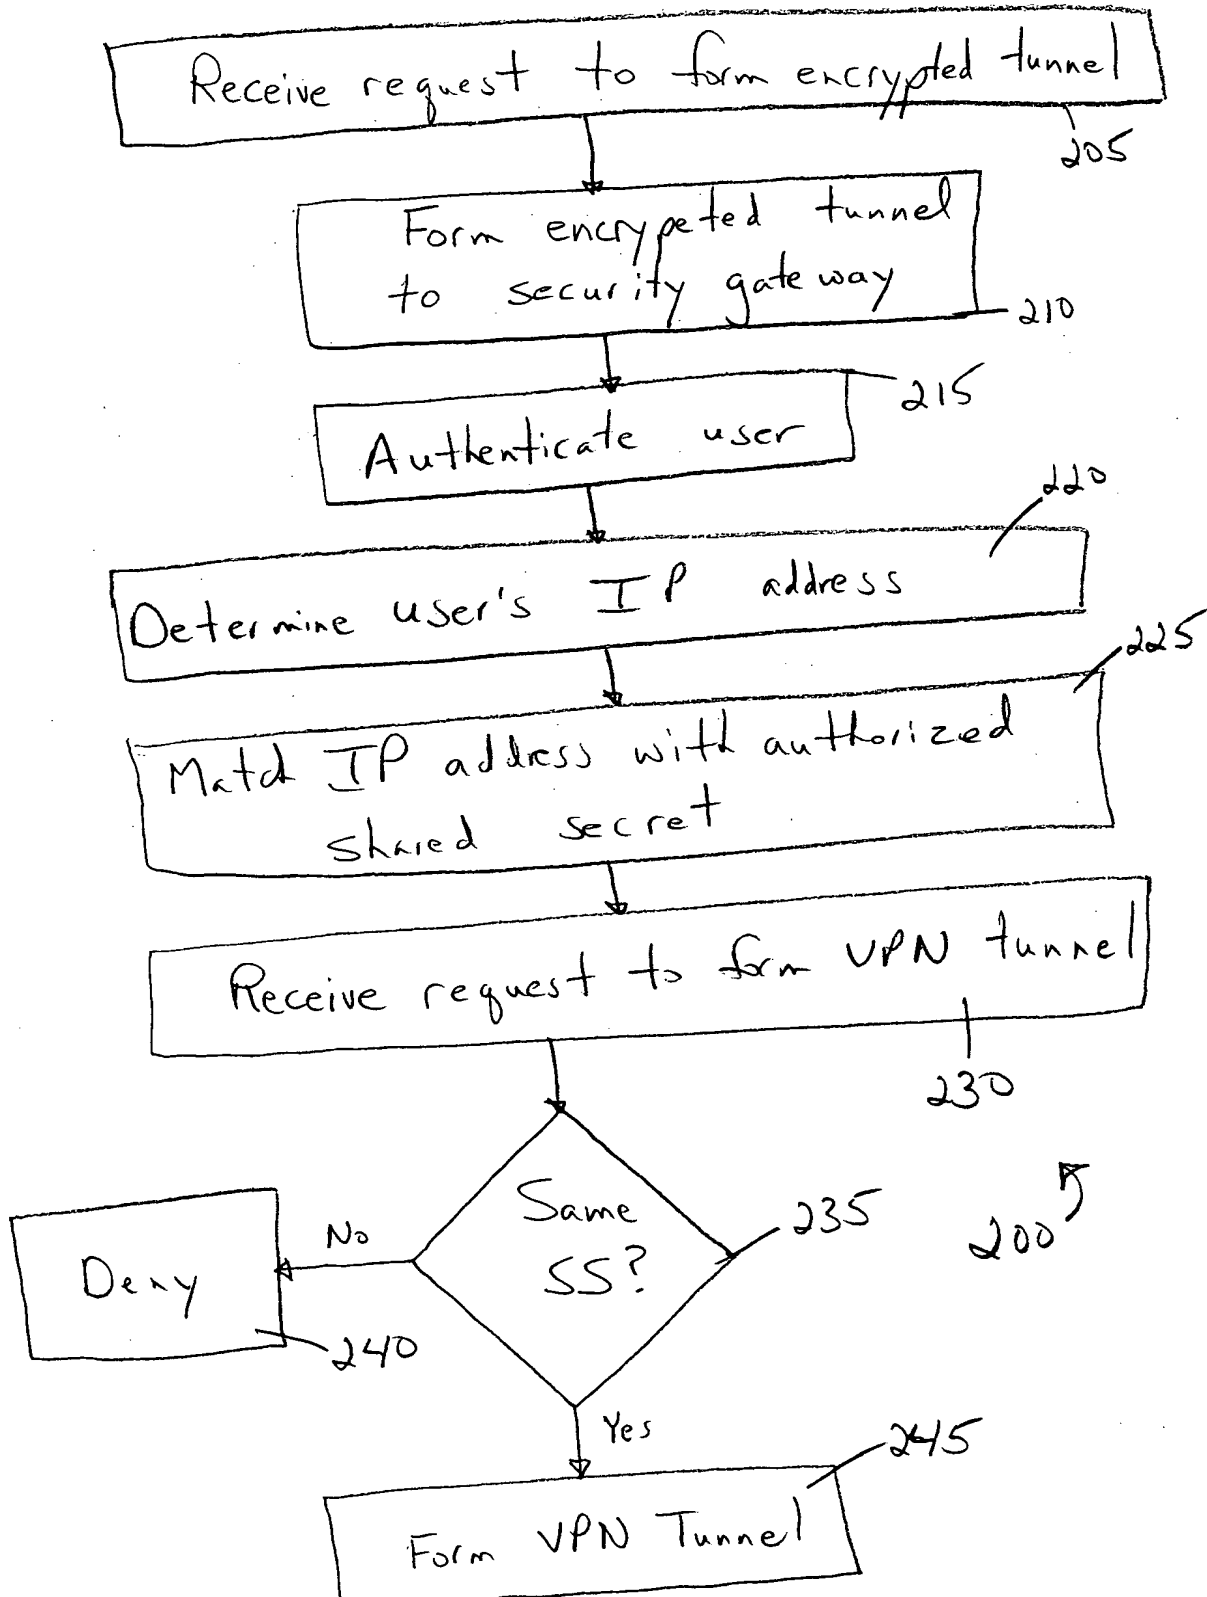 Receive request to form encrypted tunnel
205
Form encrypeted tunnel
to security gateway
210
215
Authenticate user
220
Determine user's IP address
225
Match IP address with authorized
shared secret
Receive request to form VPN tunnel
230
Same
SS?
235
200
No
Deny
240
Yes
245
Form VPN Tunnel